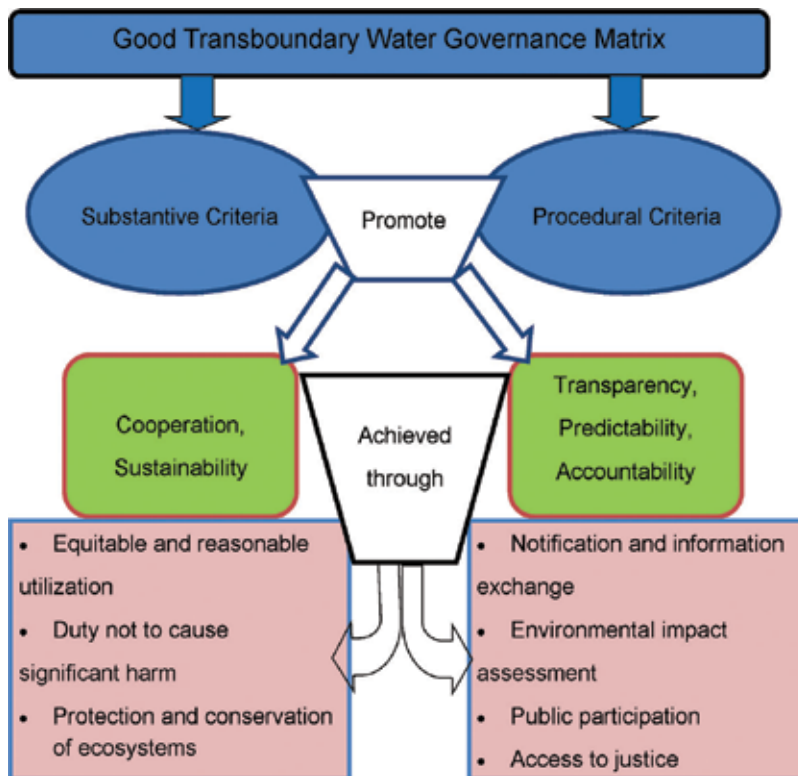 Good Transboundary Water Governance Matrix
Substantive Criteria
Promote
Procedural Criteria
Cooperation,
Sustainability
Achieved
through
Transparency,
Predictability,
Accountability
• Equitable and reasonable
utilization
• Duty not to cause
significant harm
• Protection and conservation
of ecosystems
• Notification and information
exchange
• Environmental impact
assessment
• Public participation
• Access to justice